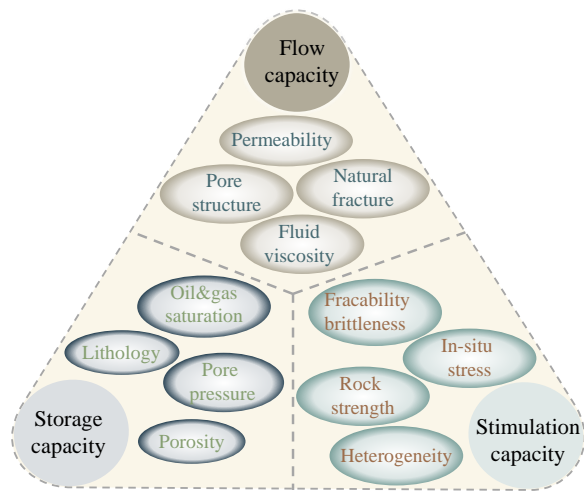 Flow
capacity
Permeability
Pore
structure
Natural
fracture
Fluid
viscosity
Oil&gas
saturation
Lithology
Pore
pressure
Porosity
Storage
capacity
Fracability
brittleness
In-situ
stress
Rock
strength
Heterogeneity
Stimulation
capacity